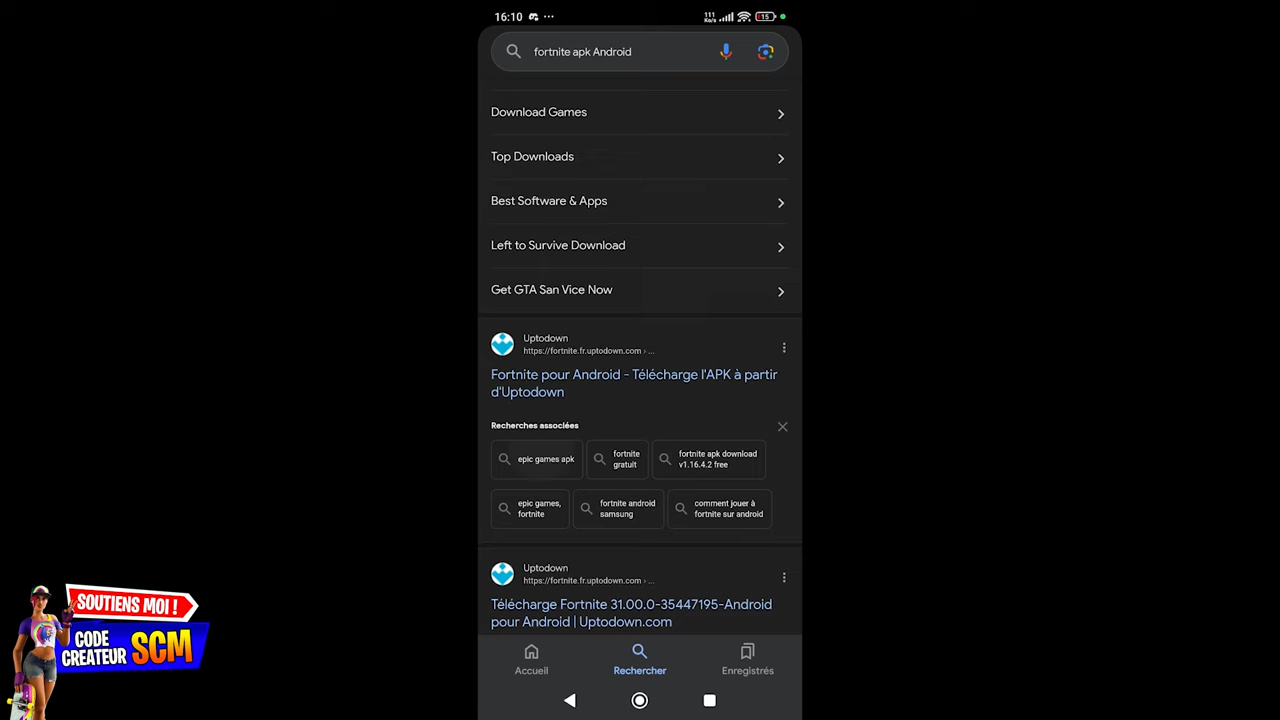 16:10
111
Ko/s
15
fortnite apk Android
Download Games
Top Downloads
Best Software & Apps
Left to Survive Download
Get GTA San Vice Now
Uptodown
https://fortnite.fr.uptodown.com › ...
Fortnite pour Android - Télécharge l'APK à partir
d'Uptodown
Recherches associées
epic games apk
fortnite
gratuit
fortnite apk download
v1.16.4.2 free
epic games,
fortnite
fortnite android
samsung
comment jouer à
fortnite sur android
Uptodown
https://fortnite.fr.uptodown.com › ...
Télécharge Fortnite 31.00.0-35447195-Android
pour Android | Uptodown.com
Accueil
Rechercher
Enregistrés
SOUTIENS MOI !
CODE
CREATEUR
SCM